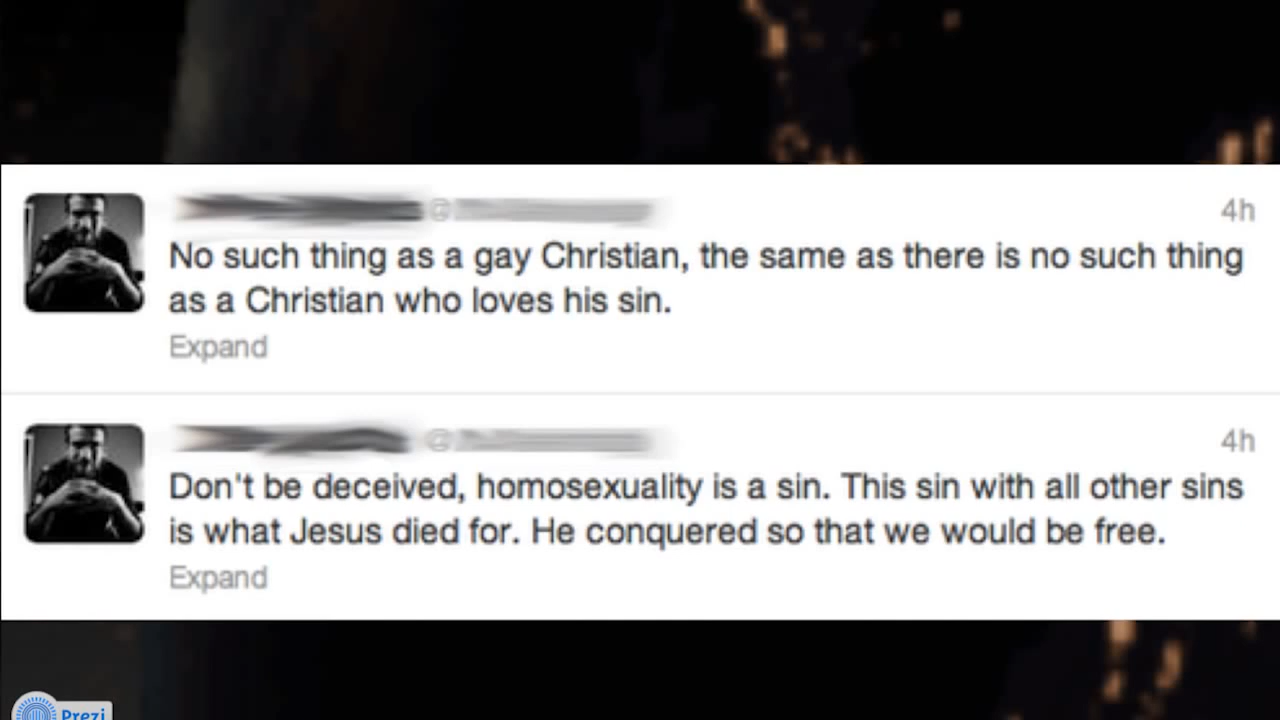 @
4h
No such thing as a gay Christian, the same as there is no such thing
as a Christian who loves his sin.
Expand
@
4h
Don't be deceived, homosexuality is a sin. This sin with all other sins
is what Jesus died for. He conquered so that we would be free.
Expand
Prezi